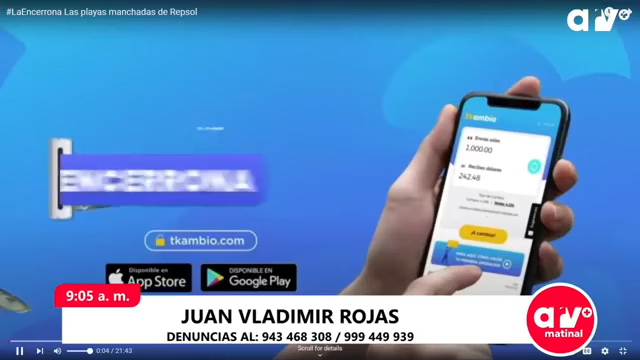 #LaEncerrona Las playas manchadas de Repsol
a v +
tkambio
Envías soles
1,000.00
Recibes dólares
242.48
¡A cambiar!
ENCERRONA
tkambio.com
Disponible en
App Store
DISPONIBLE EN
Google Play
9:05 a. m.
JUAN VLADIMIR ROJAS
DENUNCIAS AL: 943 468 308 / 999 449 939
a v +
matinal
0:04 / 21:43
Scroll for details